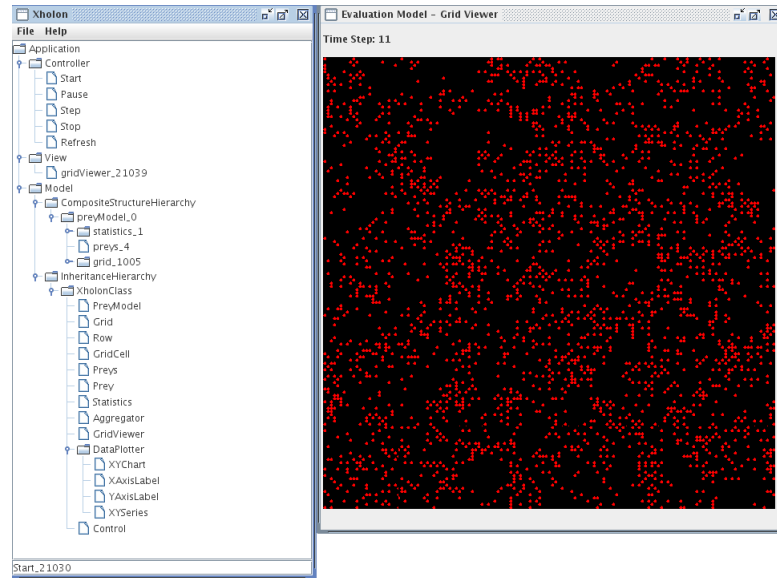 Xholon
File Help
Application
Controller
Start
Pause
Step
Stop
Refresh
View
gridViewer_21039
Model
CompositeStructureHierarchy
preyModel_0
statistics_1
preys_4
grid_1005
InheritanceHierarchy
XholonClass
PreyModel
Grid
Row
GridCell
Preys
Prey
Statistics
Aggregator
GridViewer
DataPlotter
XYChart
XAxisLabel
YAxisLabel
XYSeries
Control
Start_21030
Evaluation Model - Grid Viewer
Time Step: 11